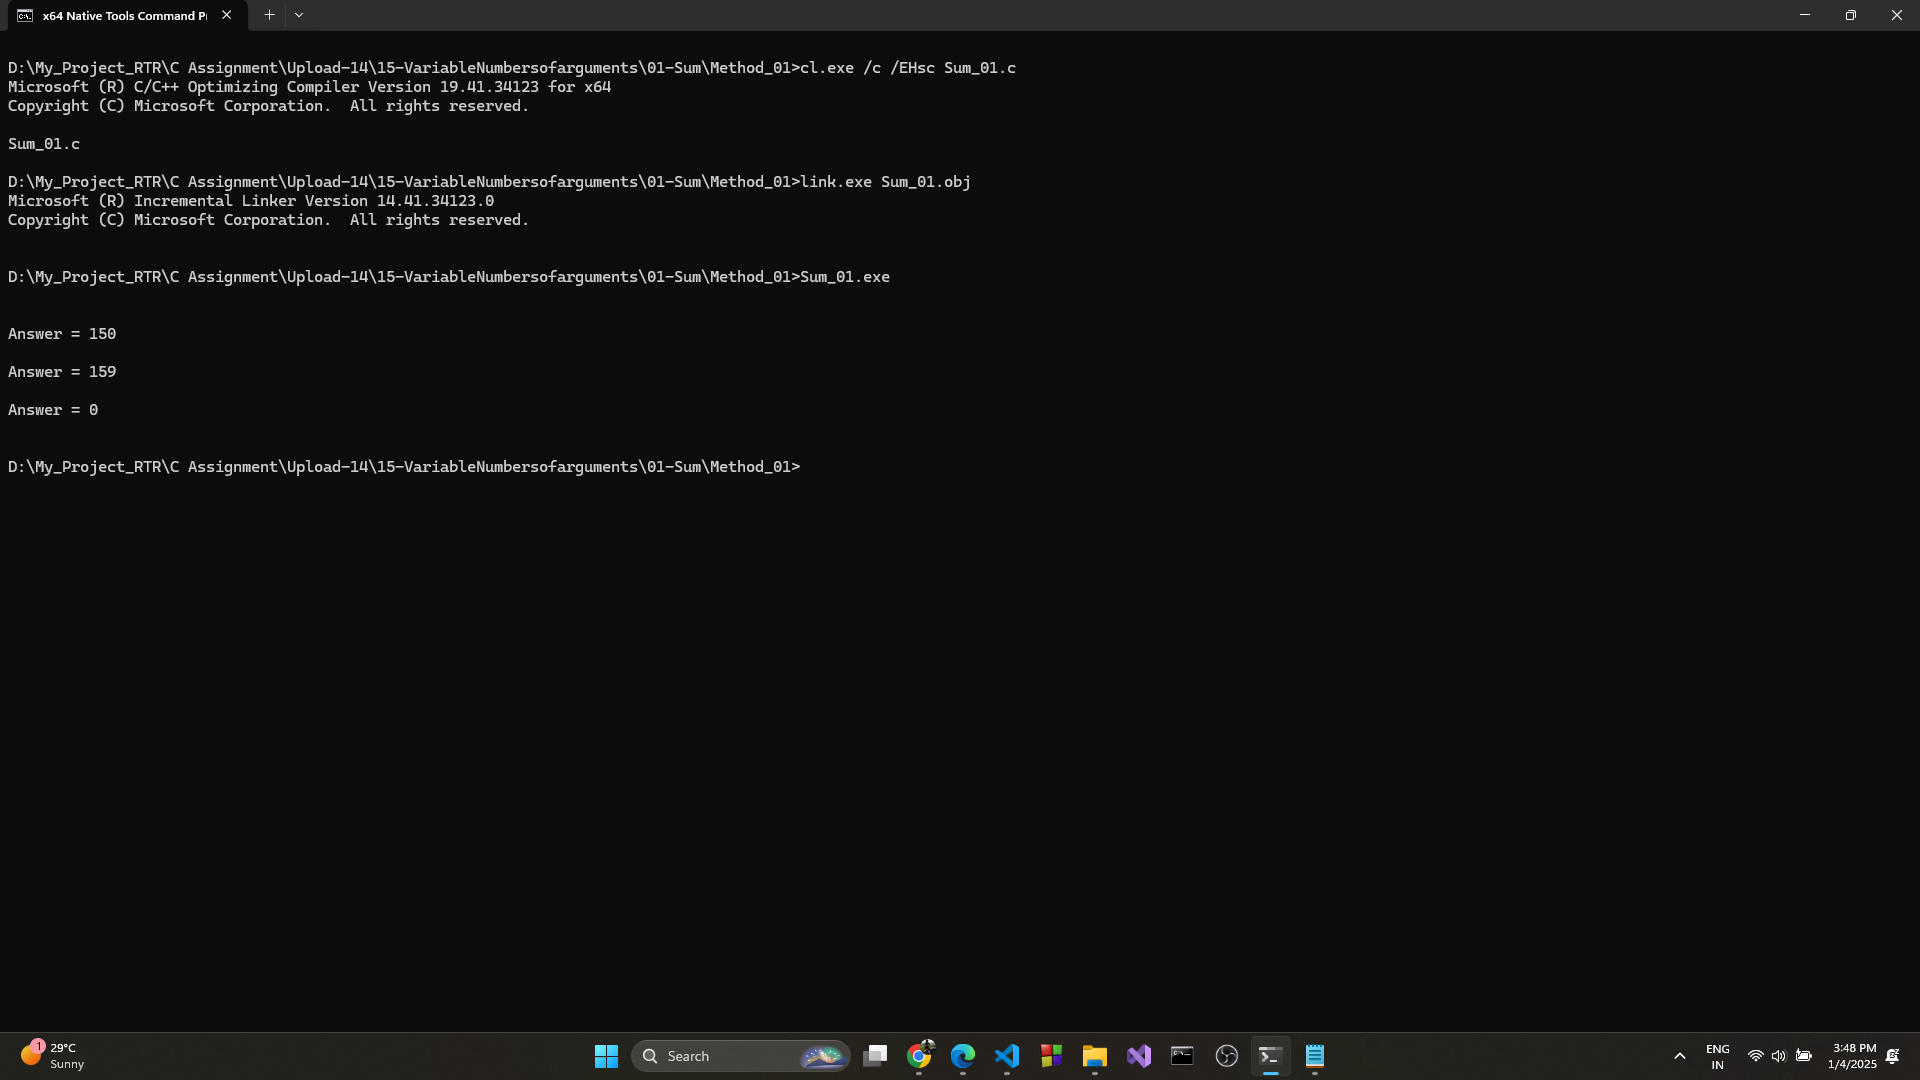 x64 Native Tools Command P
D:\My_Project_RTR\C Assignment\Upload-14\15-VariableNumbersofarguments\01-Sum\Method_01>cl.exe /c /EHsc Sum_01.c
Microsoft (R) C/C++ Optimizing Compiler Version 19.41.34123 for x64
Copyright (C) Microsoft Corporation.  All rights reserved.
Sum_01.c
D:\My_Project_RTR\C Assignment\Upload-14\15-VariableNumbersofarguments\01-Sum\Method_01>link.exe Sum_01.obj
Microsoft (R) Incremental Linker Version 14.41.34123.0
Copyright (C) Microsoft Corporation.  All rights reserved.
D:\My_Project_RTR\C Assignment\Upload-14\15-VariableNumbersofarguments\01-Sum\Method_01>Sum_01.exe
Answer = 150
Answer = 159
Answer = 0
D:\My_Project_RTR\C Assignment\Upload-14\15-VariableNumbersofarguments\01-Sum\Method_01>
1
29°C
Sunny
Search
ENG
IN
3:48 PM
1/4/2025